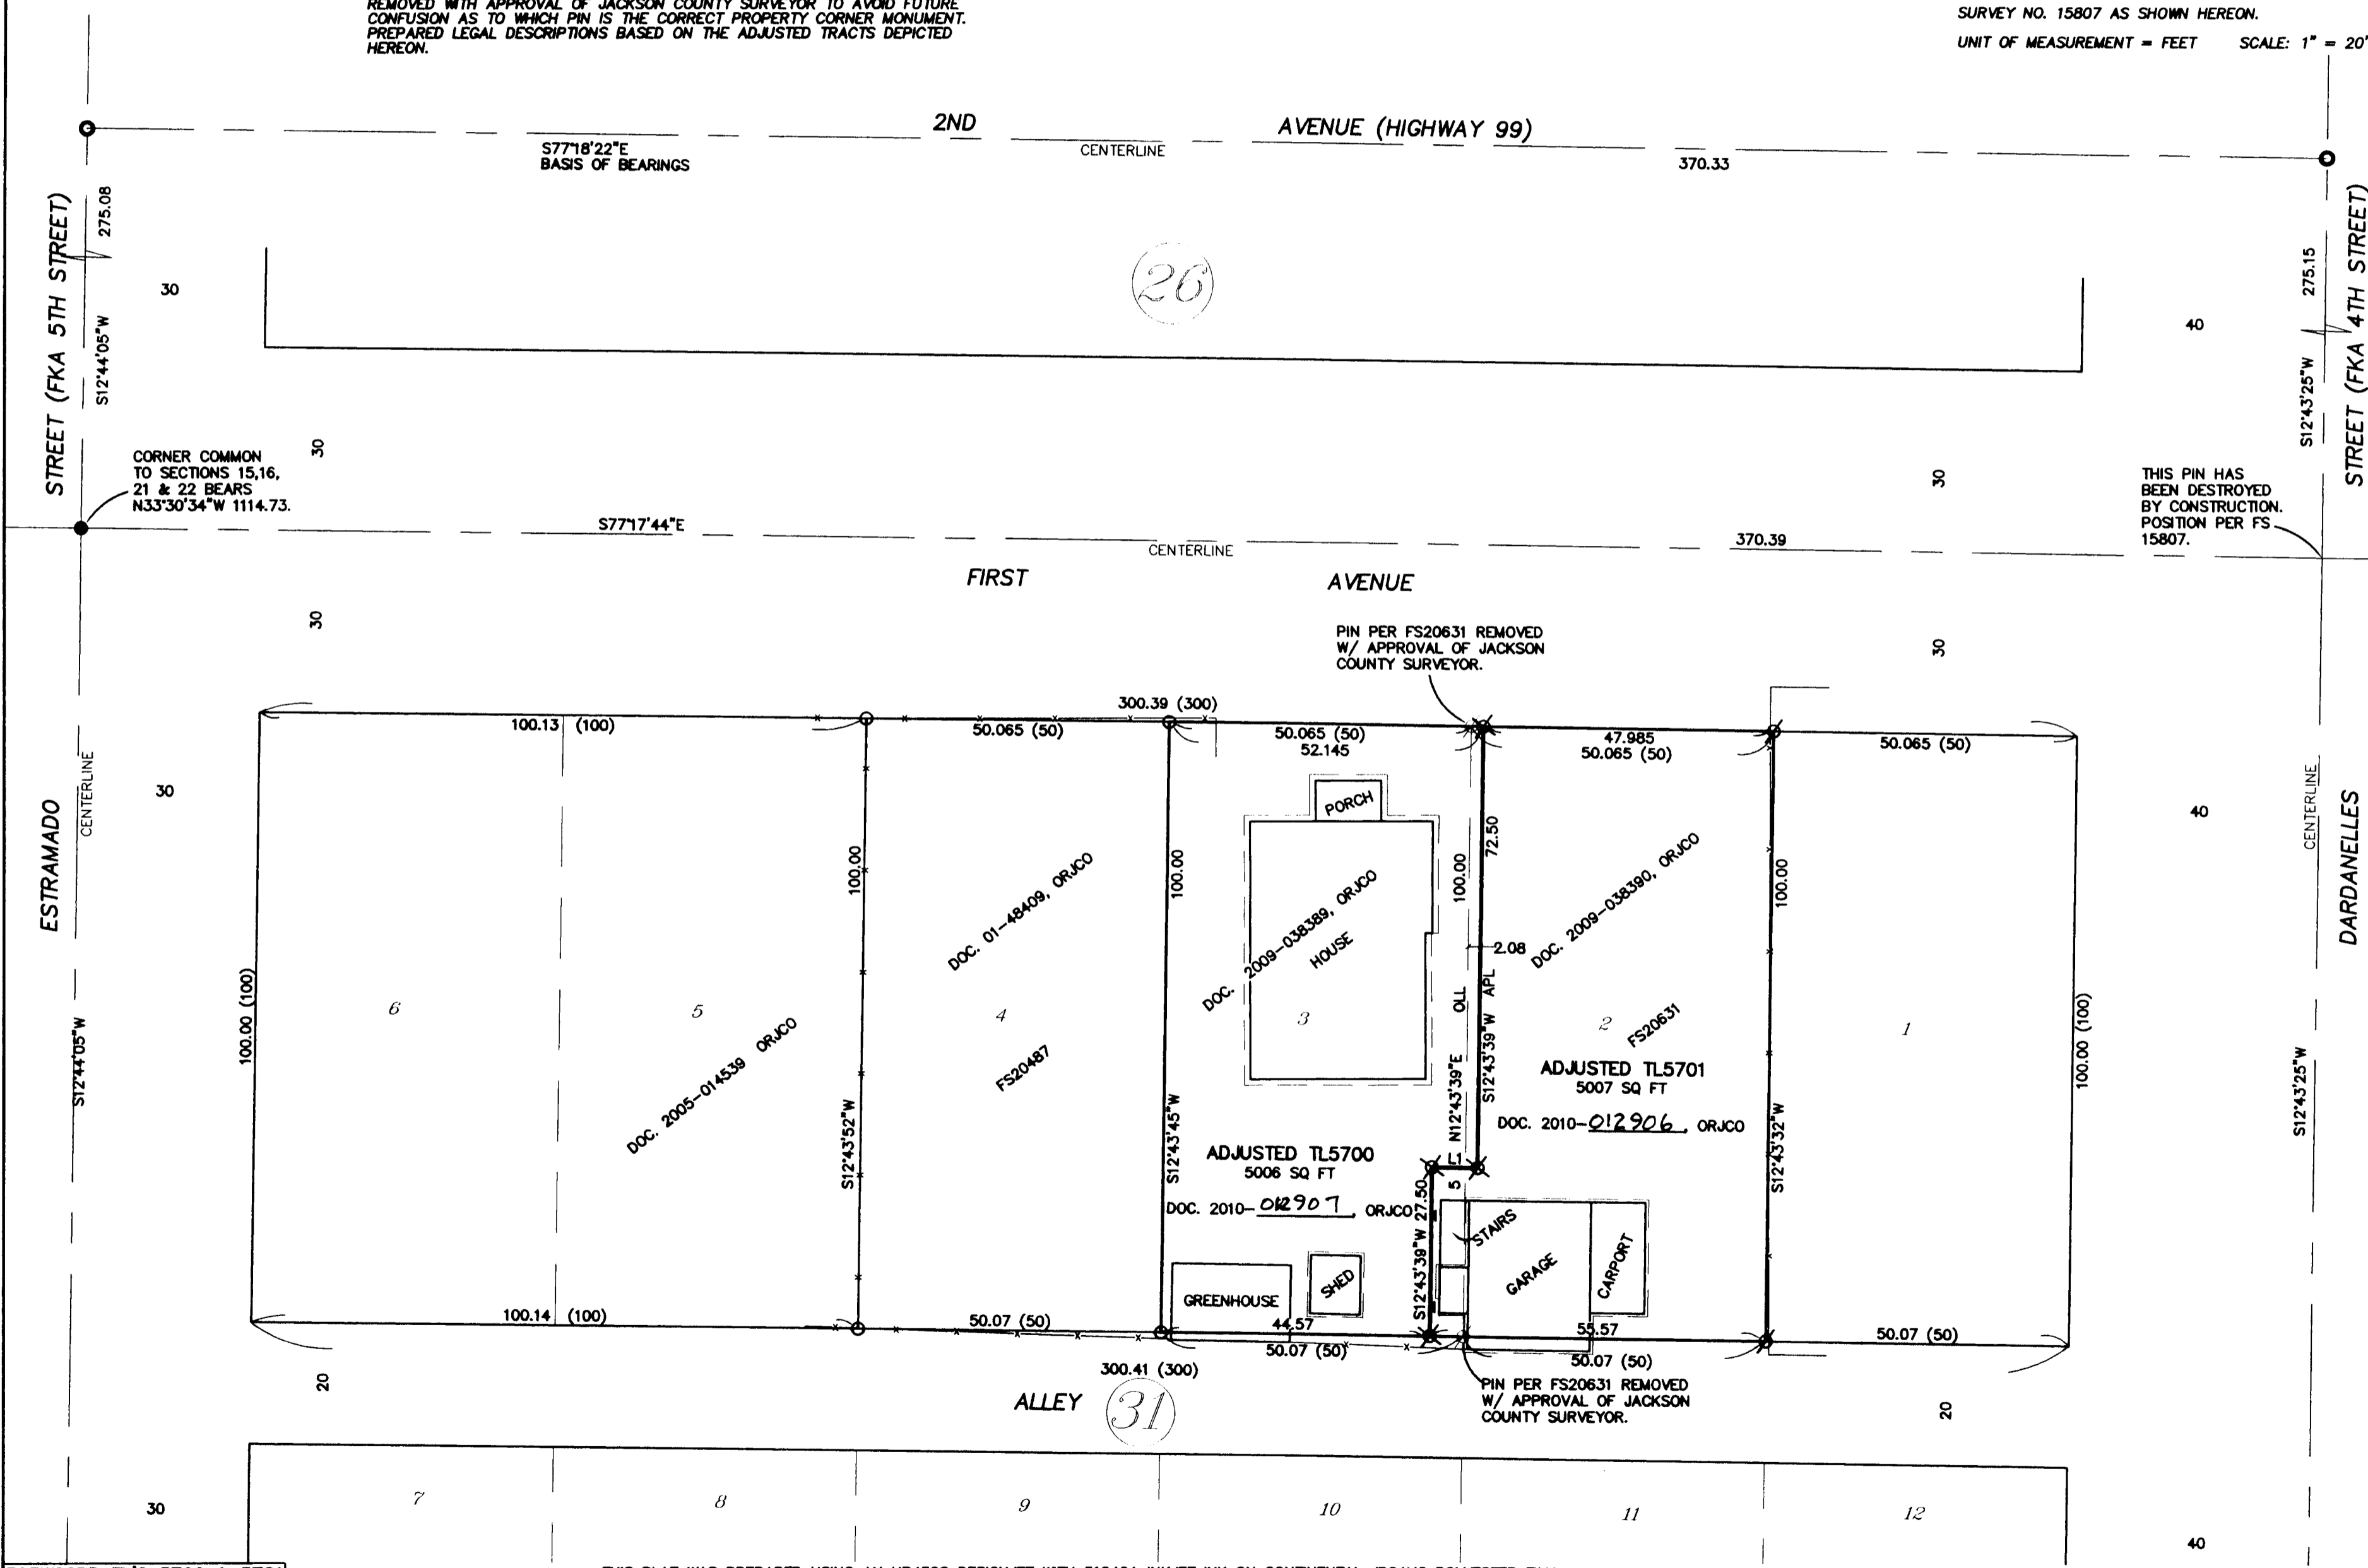 REMOVED WITH APPROVAL OF JACKSON COUNTY SURVEYOR TO AVOID FUTURE
CONFUSION AS TO WHICH PIN IS THE CORRECT PROPERTY CORNER MONUMENT.
PREPARED LEGAL DESCRIPTIONS BASED ON THE ADJUSTED TRACTS DEPICTED
HEREON.
SURVEY NO. 15807 AS SHOWN HEREON.
UNIT OF MEASUREMENT = FEET SCALE: 1" = 20'
2ND AVENUE (HIGHWAY 99)
S77°18'22"E
BASIS OF BEARINGS
CENTERLINE
370.33
STREET (FKA 5TH STREET)
275.08
S12°44'05"W
30
26
40
275.15
S12°43'25"W
STREET (FKA 4TH STREET)
30
30
CORNER COMMON
TO SECTIONS 15,16,
21 & 22 BEARS
N33°30'34"W 1114.73.
THIS PIN HAS
BEEN DESTROYED
BY CONSTRUCTION.
POSITION PER FS
15807.
S77°17'44"E
CENTERLINE
370.39
FIRST AVENUE
30
30
PIN PER FS20631 REMOVED
W/ APPROVAL OF JACKSON
COUNTY SURVEYOR.
300.39 (300)
100.13 (100)
50.065 (50)
50.065 (50)
52.145
47.985
50.065 (50)
50.065 (50)
ESTRAMADO
CENTERLINE
30
S12°44'05"W
100.00 (100)
6
5
DOC. 2005-014539 ORJCO
100.00
S12°43'52"W
DOC. 01-48409, ORJCO
4
FS20487
100.00
S12°43'45"W
PORCH
DOC. 2009-038389, ORJCO
HOUSE
3
100.00
OLL
N12°43'39"E
72.50
2.08
S12°43'39"W APL
DOC. 2009-038390, ORJCO
2
FS20631
ADJUSTED TL5701
5007 SQ FT
DOC. 2010-012906, ORJCO
100.00
S12°43'32"W
1
100.00 (100)
40
CENTERLINE
DARDANELLES
S12°43'25"W
ADJUSTED TL5700
5006 SQ FT
DOC. 2010-012907, ORJCO
L1
5
S12°43'39"W 27.50
STAIRS
GARAGE
CARPORT
GREENHOUSE
SHED
100.14 (100)
50.07 (50)
44.57
50.07 (50)
55.57
50.07 (50)
50.07 (50)
300.41 (300)
20
ALLEY
31
PIN PER FS20631 REMOVED
W/ APPROVAL OF JACKSON
COUNTY SURVEYOR.
20
30
7
8
9
10
11
12
40